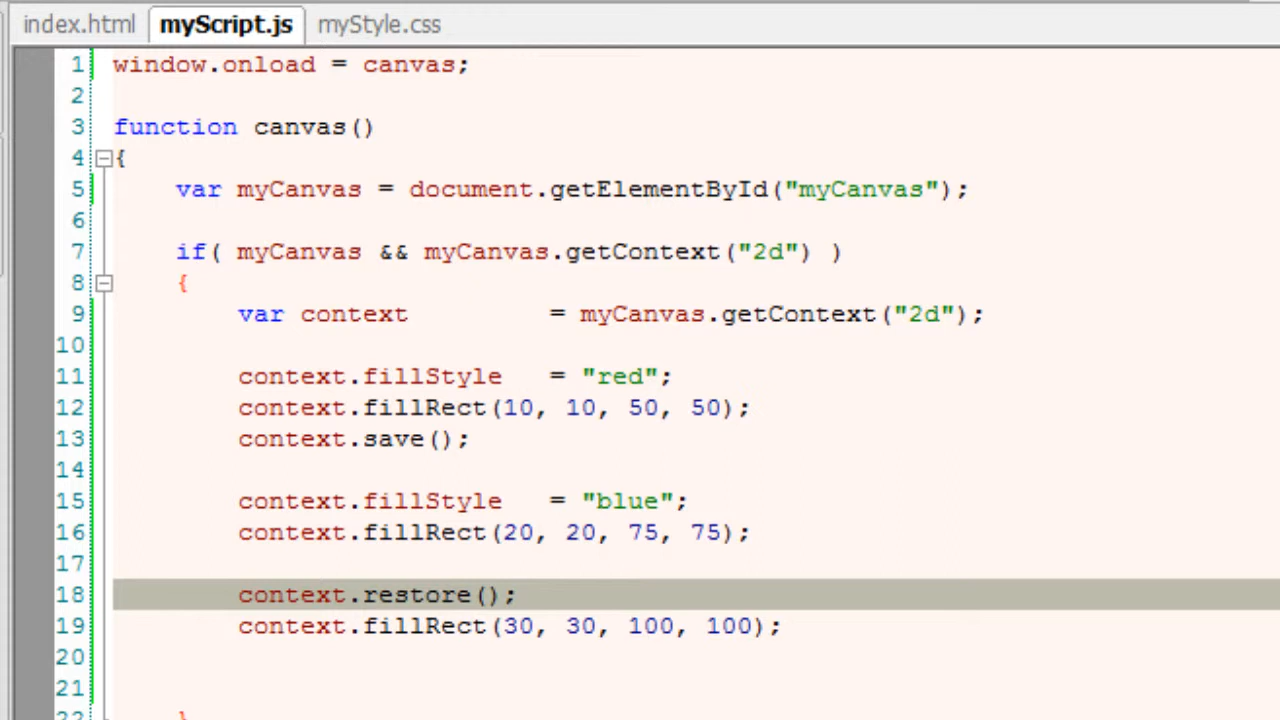 index.html myScript.js myStyle.css
1 window.onload = canvas;
2
3 function canvas()
4 {
5 var myCanvas = document.getElementById("myCanvas");
6
7 if( myCanvas && myCanvas.getContext("2d") )
8 {
9 var context = myCanvas.getContext("2d");
10
11 context.fillStyle = "red";
12 context.fillRect(10, 10, 50, 50);
13 context.save();
14
15 context.fillStyle = "blue";
16 context.fillRect(20, 20, 75, 75);
17
18 context.restore();
19 context.fillRect(30, 30, 100, 100);
20
21
22 }